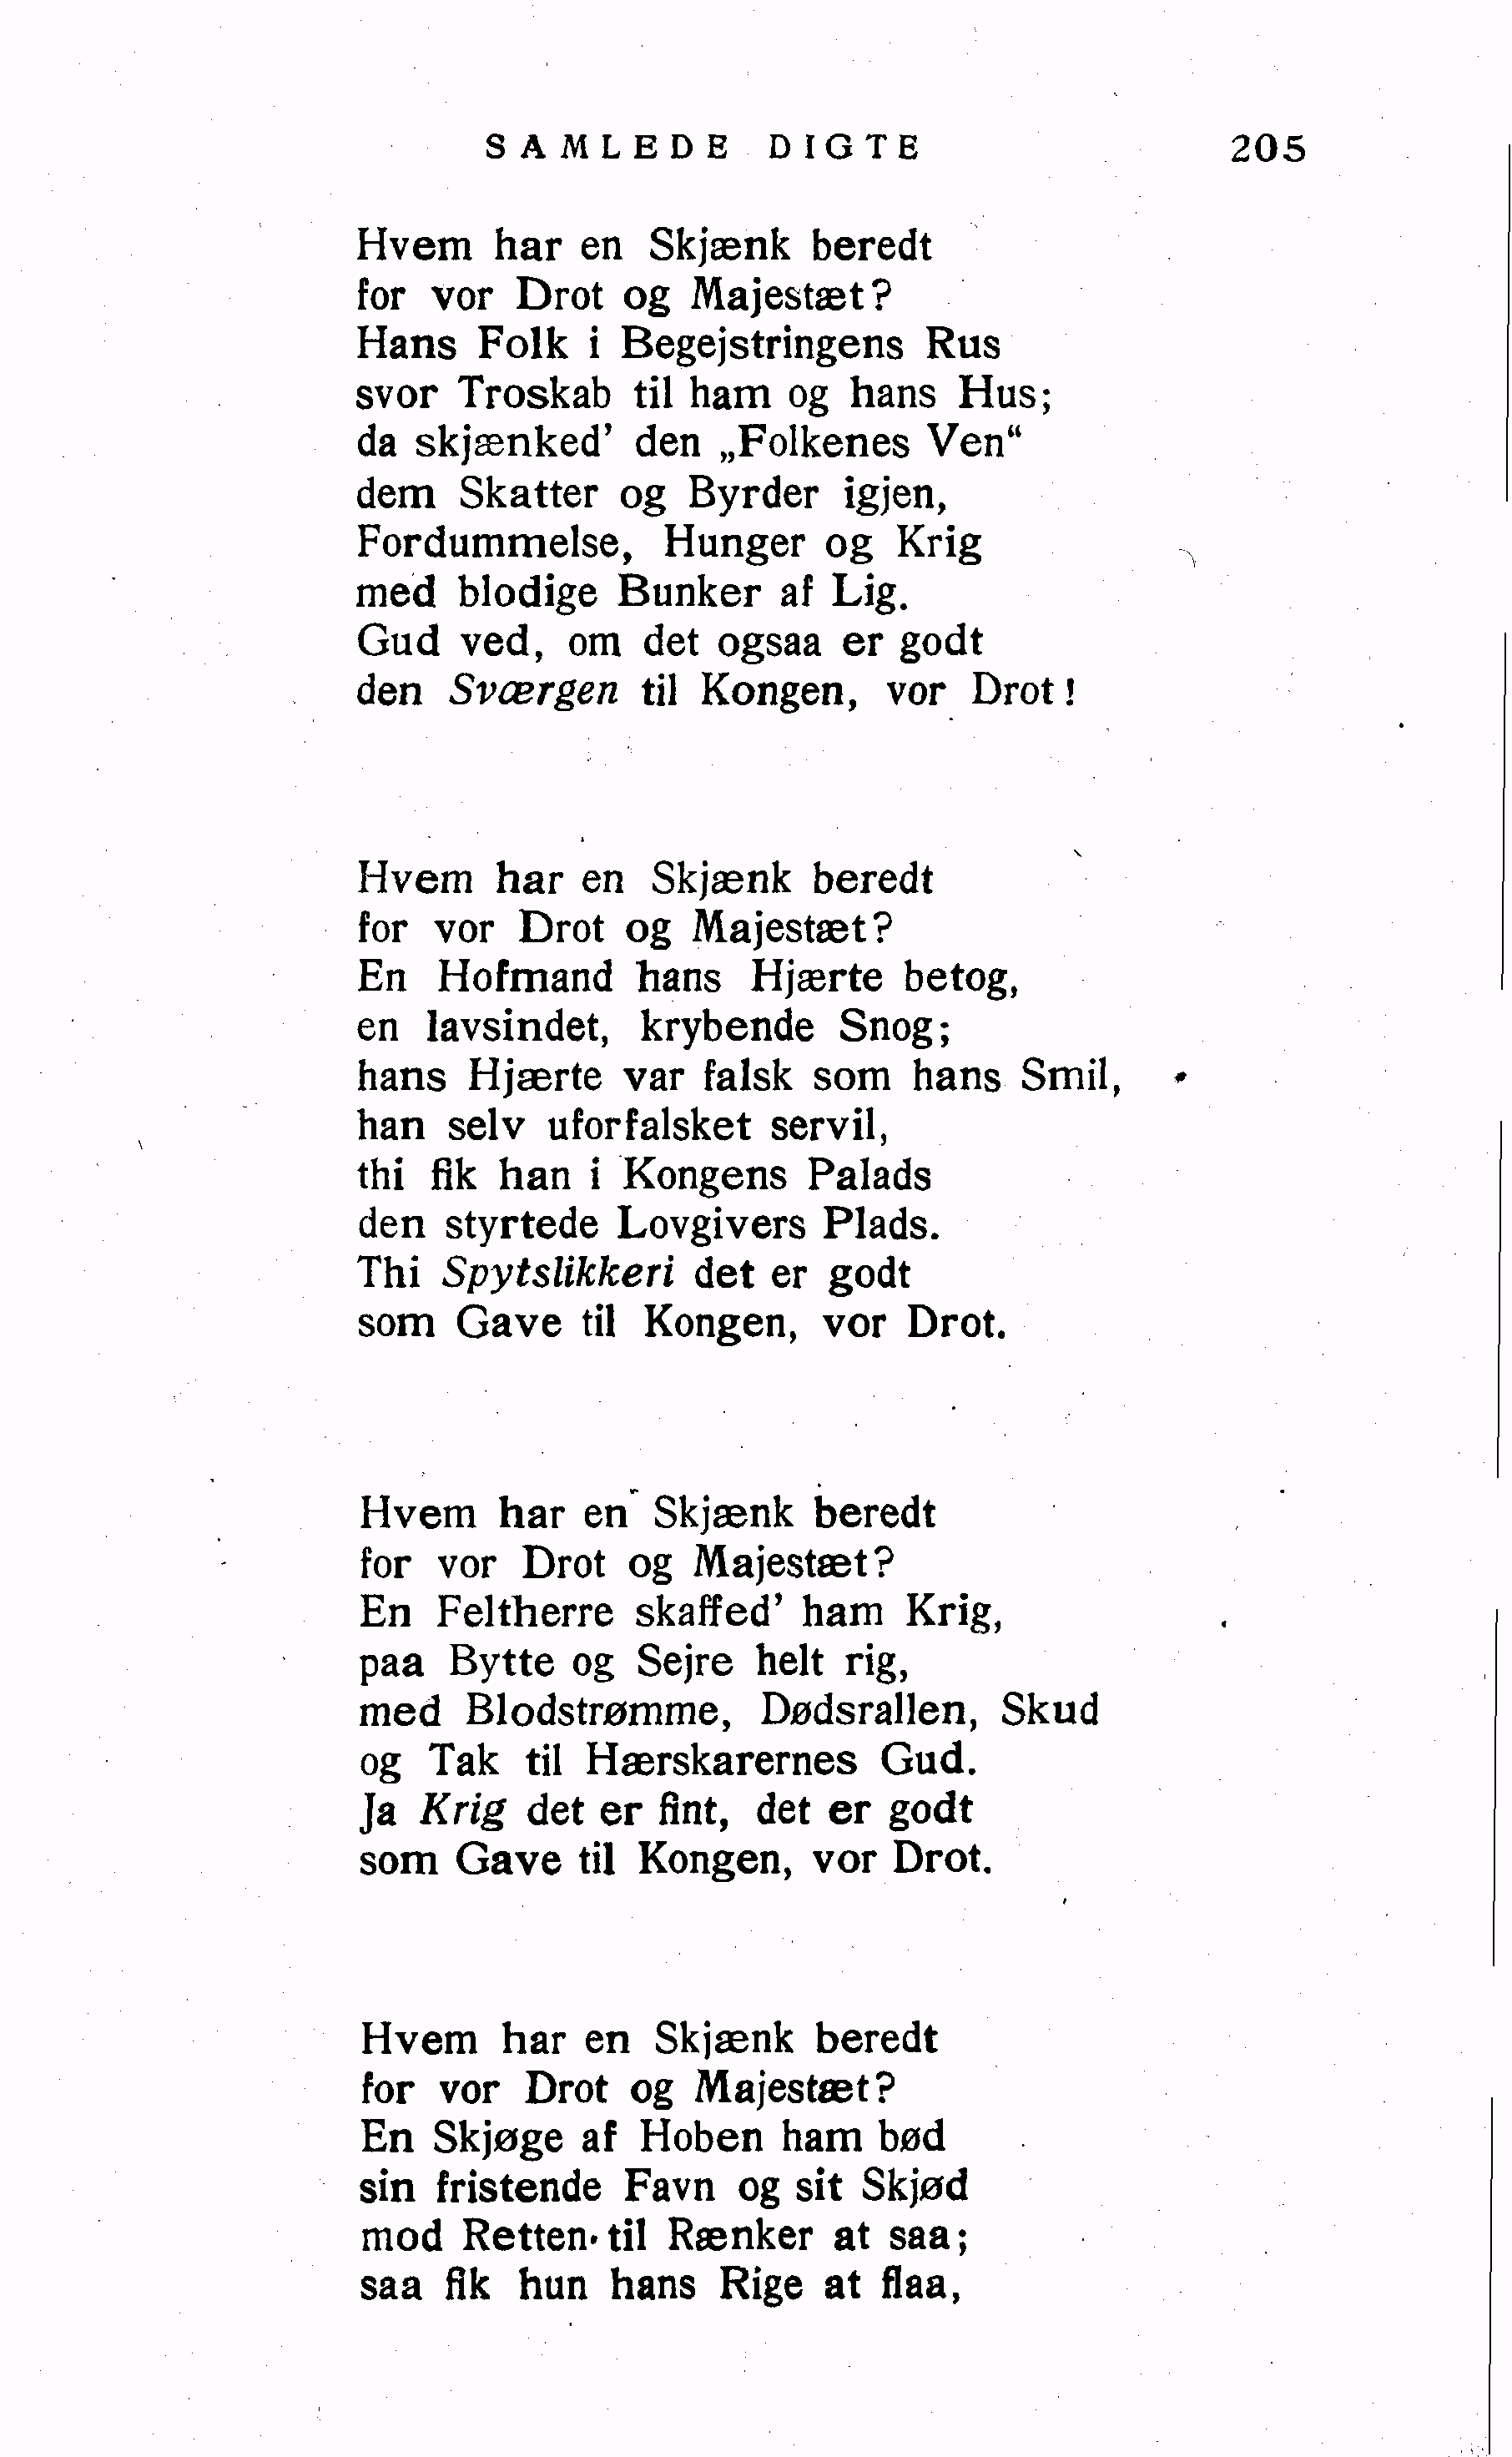 SAMLEDE DIGTE 205
Hvem har en Skjænk beredt
for vor Drot og Majestæt?
Hans Folk i Begejstringens Rus
svor Troskab til ham og hans Hus;
da skjænked' den „Folkenes Ven“
dem Skatter og Byrder igjen,
Fordummelse, Hunger og Krig
med blodige Bunker af Lig.
Gud ved, om det ogsaa er godt
den Sværgen til Kongen, vor Drot!
Hvem har en Skjænk beredt
for vor Drot og Majestæt?
En Hofmand hans Hjærte betog,
en lavsindet, krybende Snog;
hans Hjærte var falsk som hans Smil,
han selv uforfalsket servil,
thi fik han i Kongens Palads
den styrtede Lovgivers Plads.
Thi Spytslikkeri det er godt
som Gave til Kongen, vor Drot.
Hvem har en Skjænk beredt
for vor Drot og Majestæt?
En Feltherre skaffed' ham Krig,
paa Bytte og Sejre helt rig,
med Blodstrømme, Dødsrallen, Skud
og Tak til Hærskarernes Gud.
Ja Krig det er fint, det er godt
som Gave til Kongen, vor Drot.
Hvem har en Skjænk beredt
for vor Drot og Majestæt?
En Skjøge af Hoben ham bød
sin fristende Favn og sit Skjød
mod Retten til Rænker at saa;
saa fik hun hans Rige at flaa,